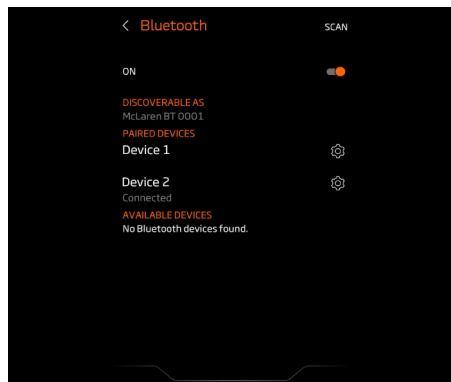 Bluetooth SCAN
ON
DISCOVERABLE AS
McLaren BT 0001
PAIRED DEVICES
Device 1
Device 2
Connected
AVAILABLE DEVICES
No Bluetooth devices found.